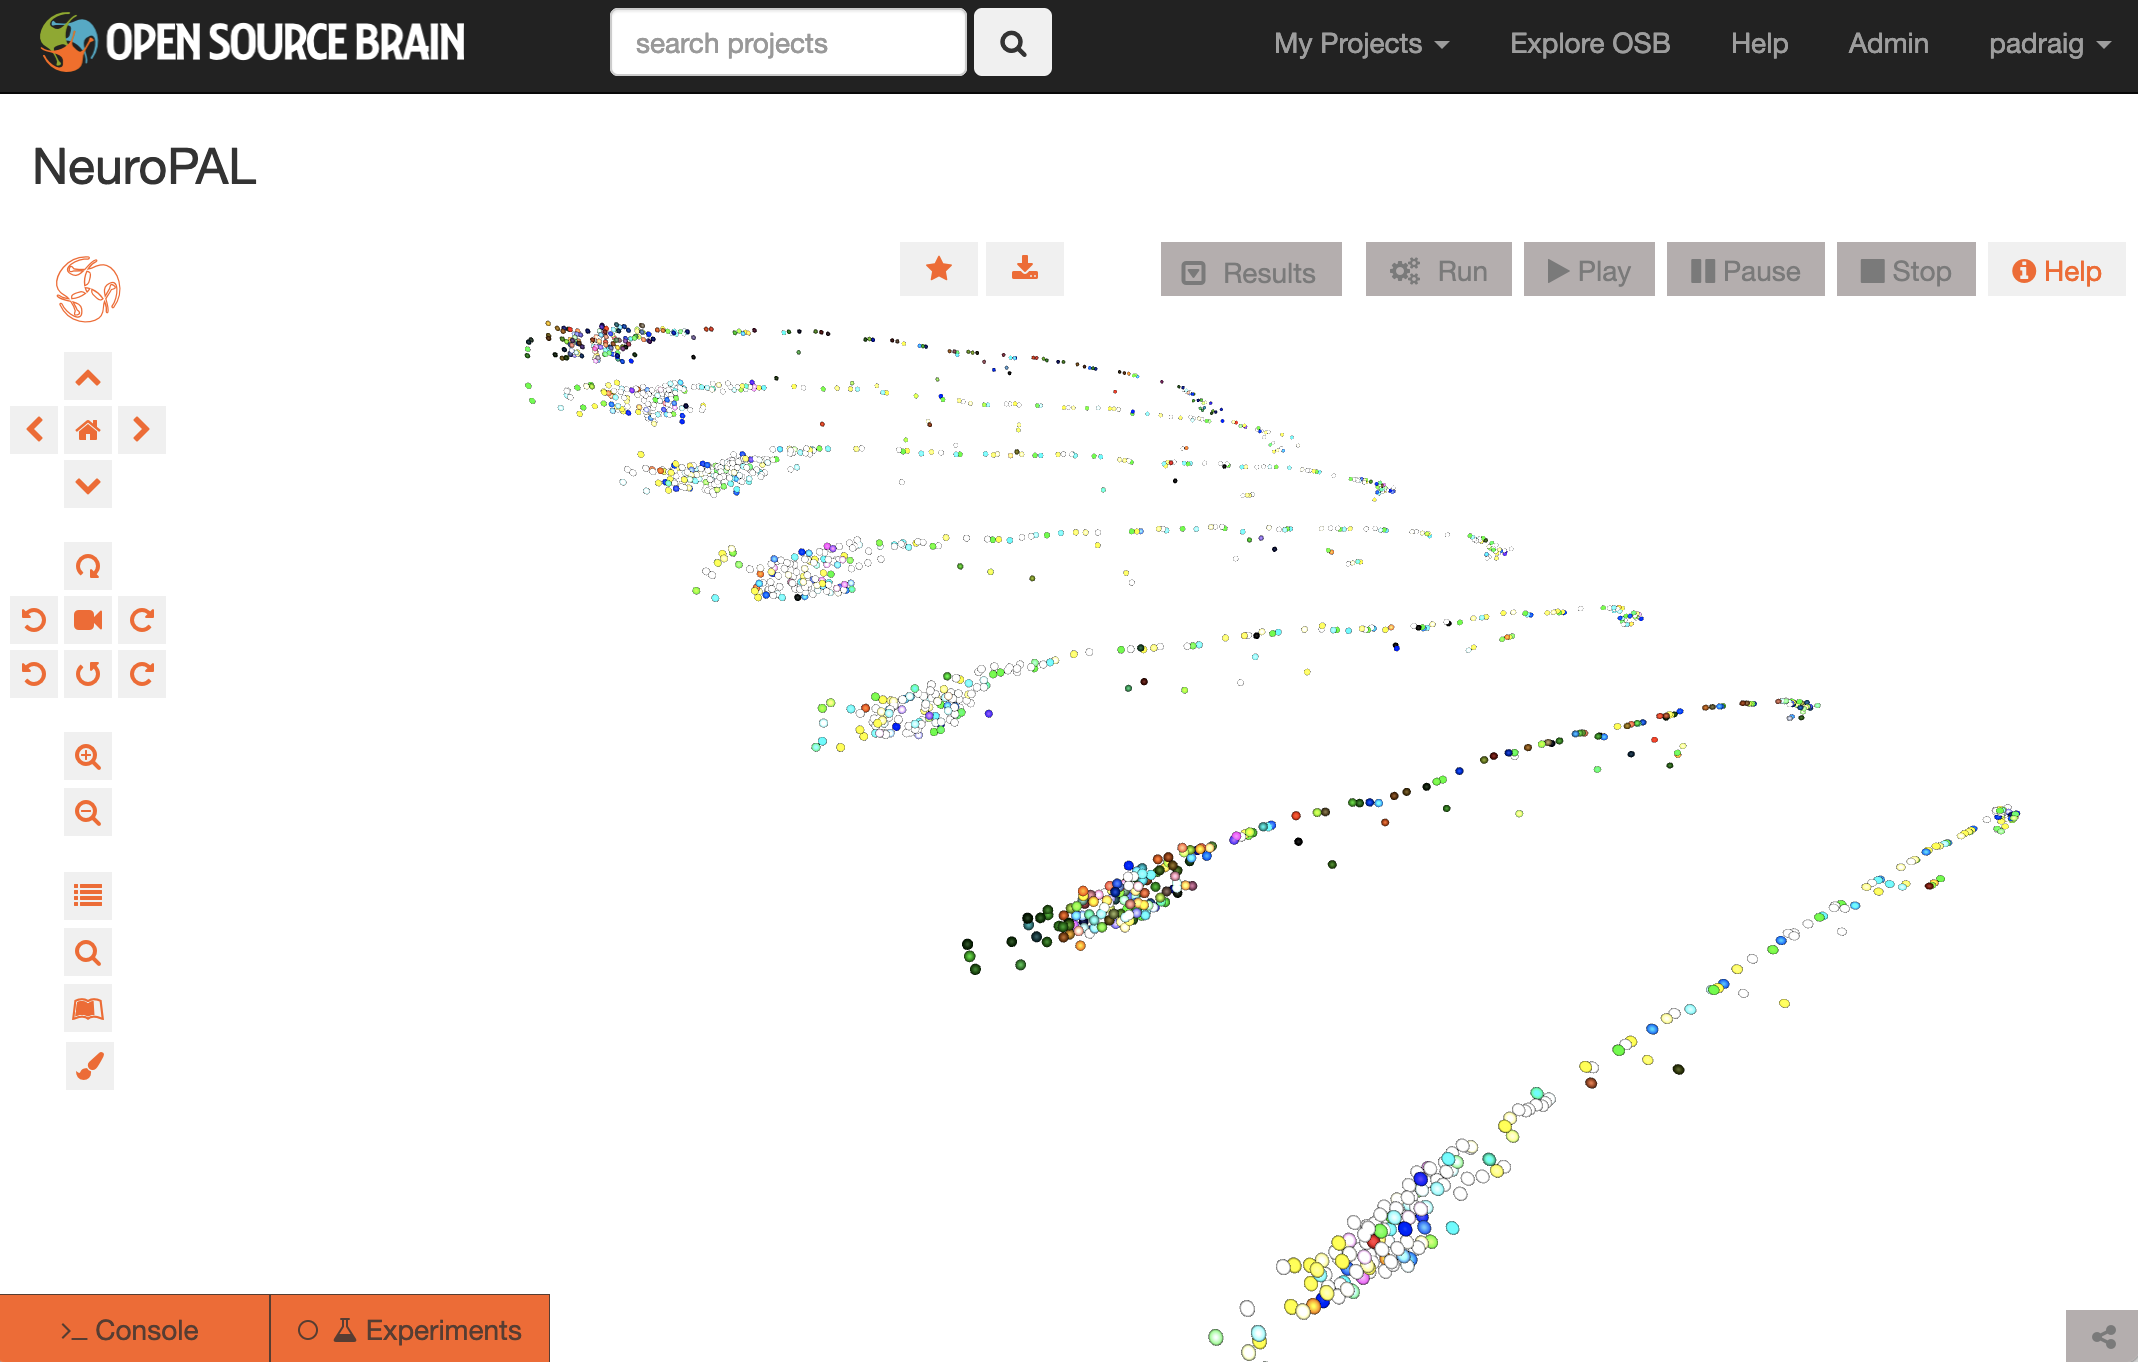 OPEN SOURCE BRAIN
search projects
My Projects
Explore OSB
Help
Admin
padraig
NeuroPAL
Results
Run
Play
Pause
Stop
Help
Console
Experiments